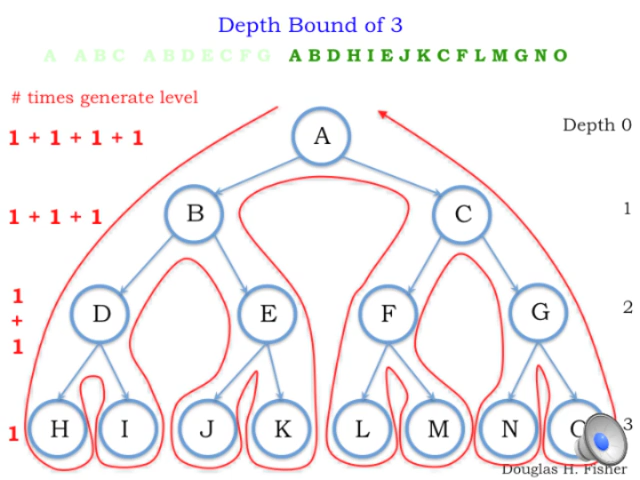 Depth Bound of 3
A ABC ABDECFG ABDHIEJKCFLMGNO
# times generate level
1 + 1 + 1 + 1
A
Depth 0
1 + 1 + 1
B
C
1
1
+
1
D
E
F
G
2
1
H
I
J
K
L
M
N
3
Douglas H. Fisher